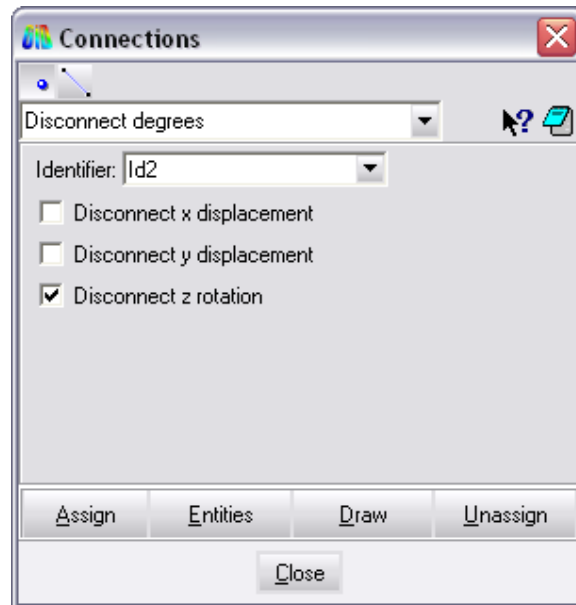 Connections
Disconnect degrees
Identifier: Id2
Disconnect x displacement
Disconnect y displacement
Disconnect z rotation
Assign Entities Draw Unassign
Close